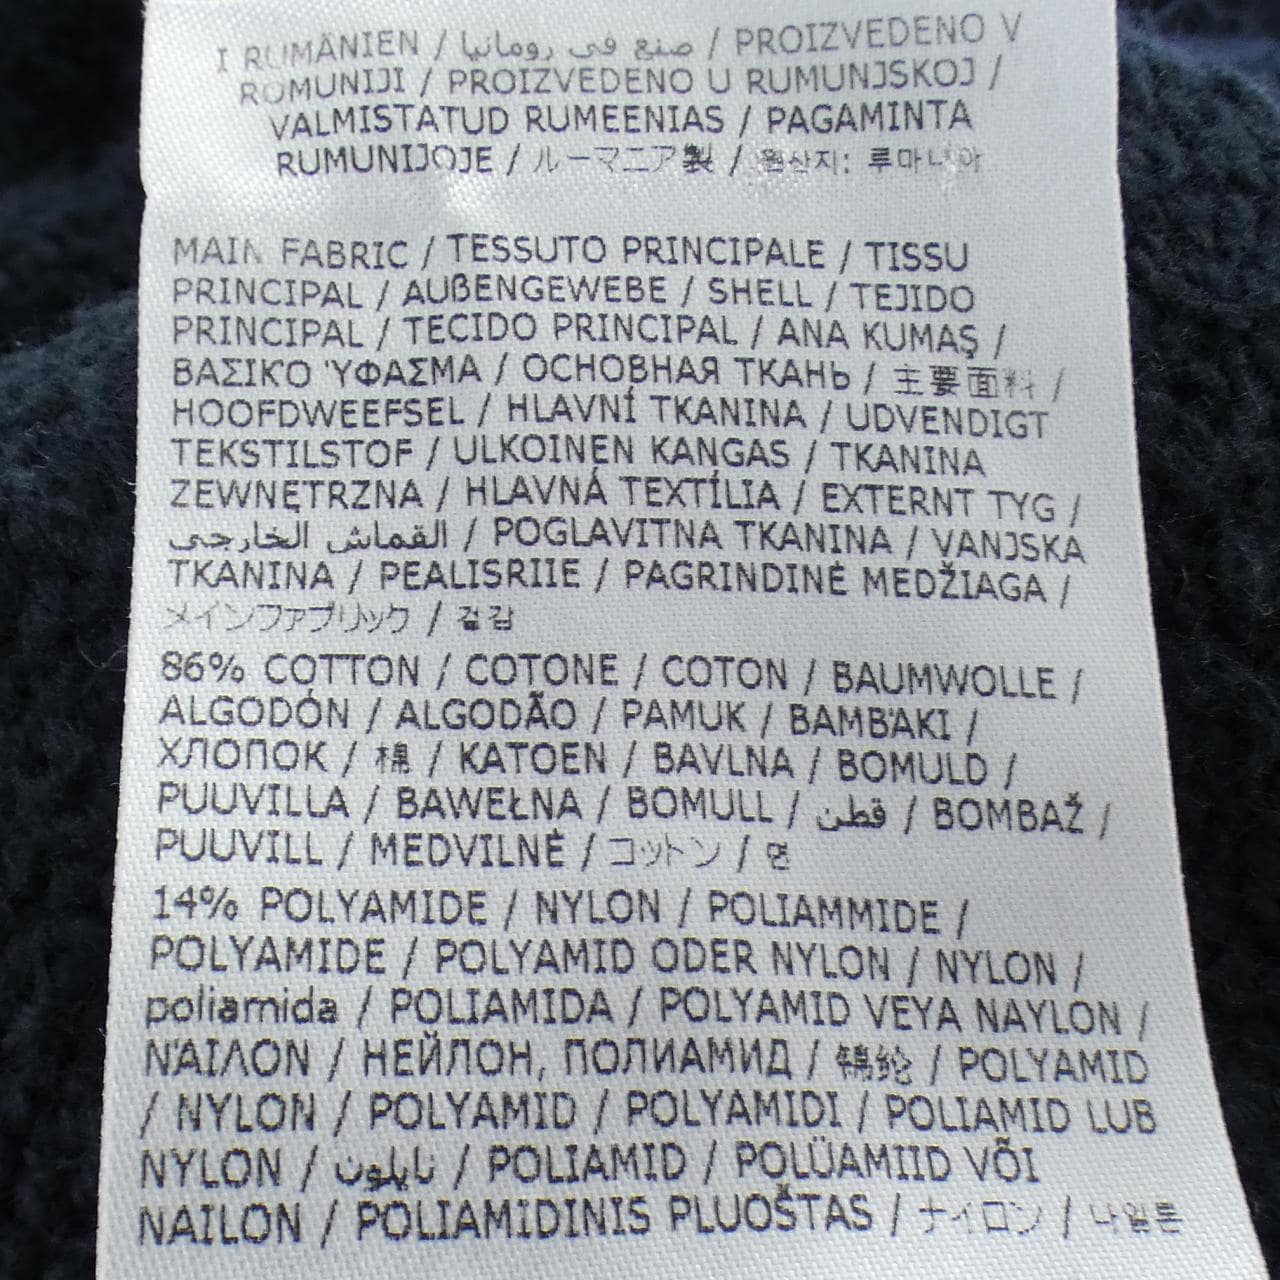 I RUMÄNIEN / صنع في رومانيا / PROIZVEDENO V
ROMUNIJI / PROIZVEDENO U RUMUNJSKOJ /
VALMISTATUD RUMEENIAS / PAGAMINTA
RUMUNIJOJE / ルーマニア製 / 원산지: 루마니아
MAIN FABRIC / TESSUTO PRINCIPALE / TISSU
PRINCIPAL / AUßENGEWEBE / SHELL / TEJIDO
PRINCIPAL / TECIDO PRINCIPAL / ANA KUMAŞ /
ΒΑΣΙΚΟ ΎΦΑΣΜΑ / ОСНОВНАЯ ТКАНЬ / 主要面料 /
HOOFDWEEFSEL / HLAVNÍ TKANINA / UDVENDIGT
TEKSTILSTOF / ULKOINEN KANGAS / TKANINA
ZEWNĘTRZNA / HLAVNÁ TEXTÍLIA / EXTERNT TYG /
القماش الخارجي / POGLAVITNA TKANINA / VANJSKA
TKANINA / PEALISRIIE / PAGRINDINĖ MEDŽIAGA /
メインファブリック / 겉감
86% COTTON / COTONE / COTON / BAUMWOLLE /
ALGODÓN / ALGODÃO / PAMUK / ΒΑΜΒΆΚΙ /
ХЛОПОК / 棉 / KATOEN / BAVLNA / BOMULD /
PUUVILLA / BAWEŁNA / BOMULL / قطن / BOMBAŽ /
PUUVILL / MEDVILNĖ / コットン / 면
14% POLYAMIDE / NYLON / POLIAMMIDE /
POLYAMIDE / POLYAMID ODER NYLON / NYLON /
poliamida / POLIAMIDA / POLYAMID VEYA NAYLON /
ΝΆΙΛΟΝ / НЕЙЛОН, ПОЛИАМИД / 锦纶 / POLYAMID
/ NYLON / POLYAMID / POLYAMIDI / POLIAMID LUB
NYLON / نايلون / POLIAMID / POLÜAMIID VÕI
NAILON / POLIAMIDINIS PLUOŠTAS / ナイロン / 나일론